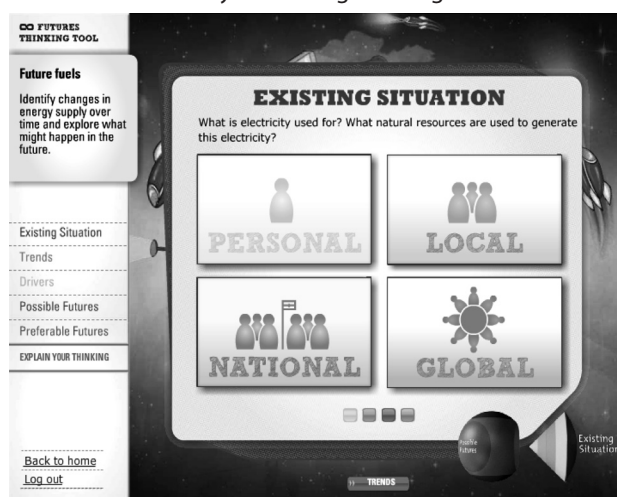 ∞ FUTURES
THINKING TOOL
Future fuels
Identify changes in
energy supply over
time and explore what
might happen in the
future.
Existing Situation
Trends
Drivers
Possible Futures
Preferable Futures
EXPLAIN YOUR THINKING
Back to home
Log out
EXISTING SITUATION
What is electricity used for? What natural resources are used to generate
this electricity?
PERSONAL
LOCAL
NATIONAL
GLOBAL
Possible
Futures
Existing
Situation
TRENDS